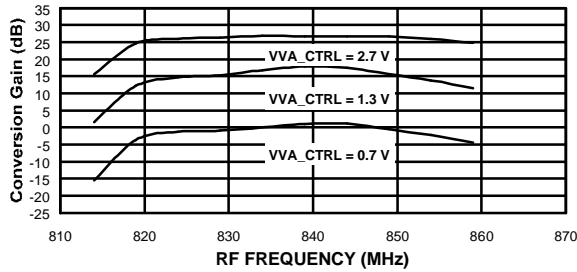 Conversion Gain (dB)
35
30
25
20
15
10
5
0
-5
-10
-15
-20
-25
VVA_CTRL = 2.7 V
VVA_CTRL = 1.3 V
VVA_CTRL = 0.7 V
810 820 830 840 850 860 870
RF FREQUENCY (MHz)